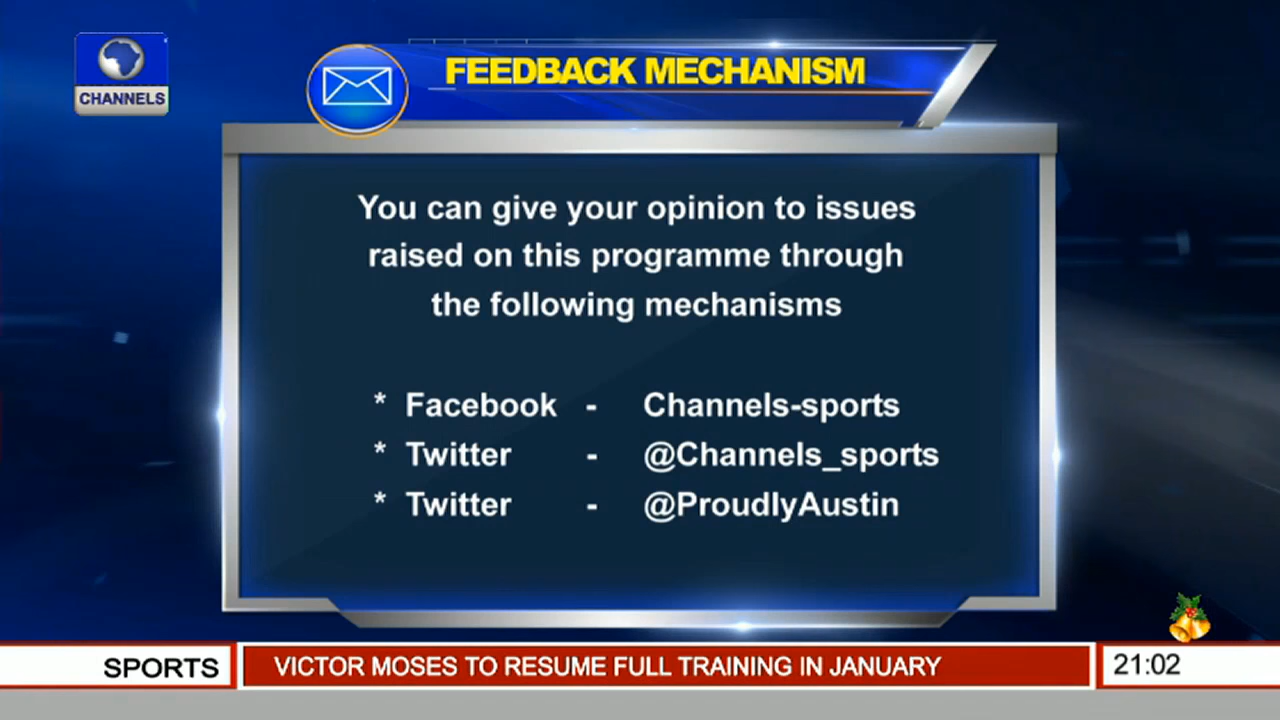 CHANNELS
FEEDBACK MECHANISM
You can give your opinion to issues
raised on this programme through
the following mechanisms
* Facebook - Channels-sports
* Twitter - @Channels_sports
* Twitter - @ProudlyAustin
SPORTS
VICTOR MOSES TO RESUME FULL TRAINING IN JANUARY
21:02